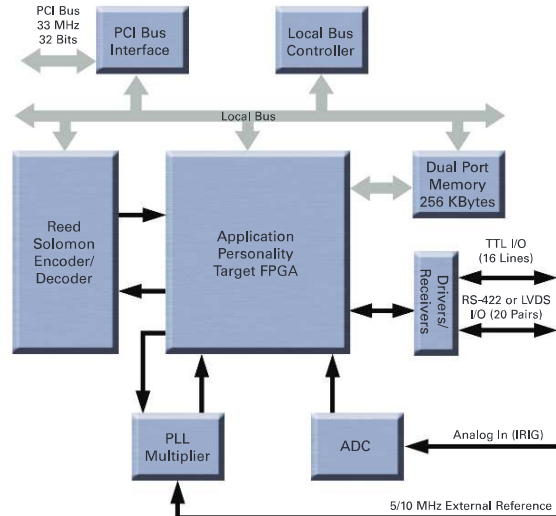 PCI Bus
33 MHz
32 Bits
PCI Bus
Interface
Local Bus
Controller
Local Bus
Reed
Solomon
Encoder/
Decoder
Application
Personality
Target FPGA
Dual Port
Memory
256 KBytes
Drivers/
Receivers
TTL I/O
(16 Lines)
RS-422 or LVDS
I/O (20 Pairs)
PLL
Multiplier
ADC
Analog In (IRIG)
5/10 MHz External Reference